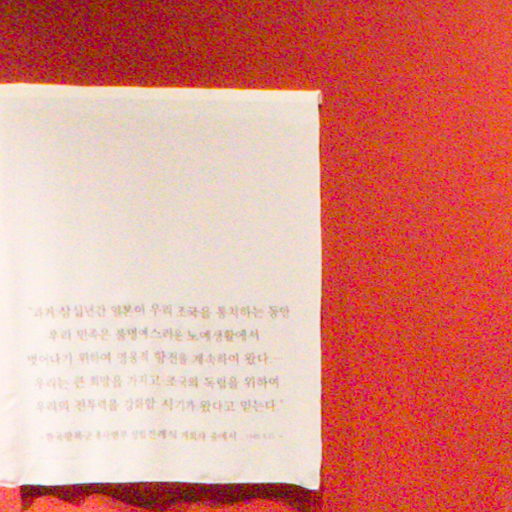 "과거 삼십년간 일본이 우리 조국을 통치하는 동안
우리 민족은 불명예스러운 노예생활에서
벗어나기 위하여 영웅적 항전을 계속하여 왔다…
우리는 큰 희망을 가지고 조국의 독립을 위하여
우리의 전투력을 강화할 시기가 왔다고 믿는다"
한국광복군 총사령부 성립전례식 중에서